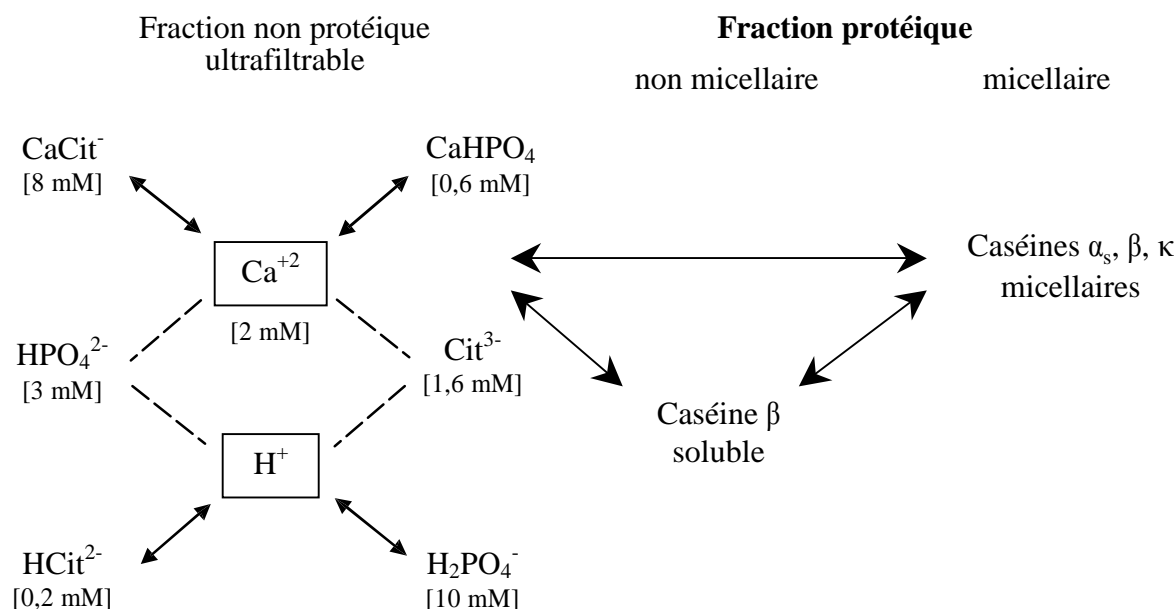 Fraction non protéique
ultrafiltrable
Fraction protéique
non micellaire micellaire
CaCit⁻
[8 mM]
CaHPO₄
[0,6 mM]
Ca⁺²
[2 mM]
Caséines αₛ, β, κ
micellaires
HPO₄²⁻
[3 mM]
Cit³⁻
[1,6 mM]
Caséine β
soluble
H⁺
HCit²⁻
[0,2 mM]
H₂PO₄⁻
[10 mM]